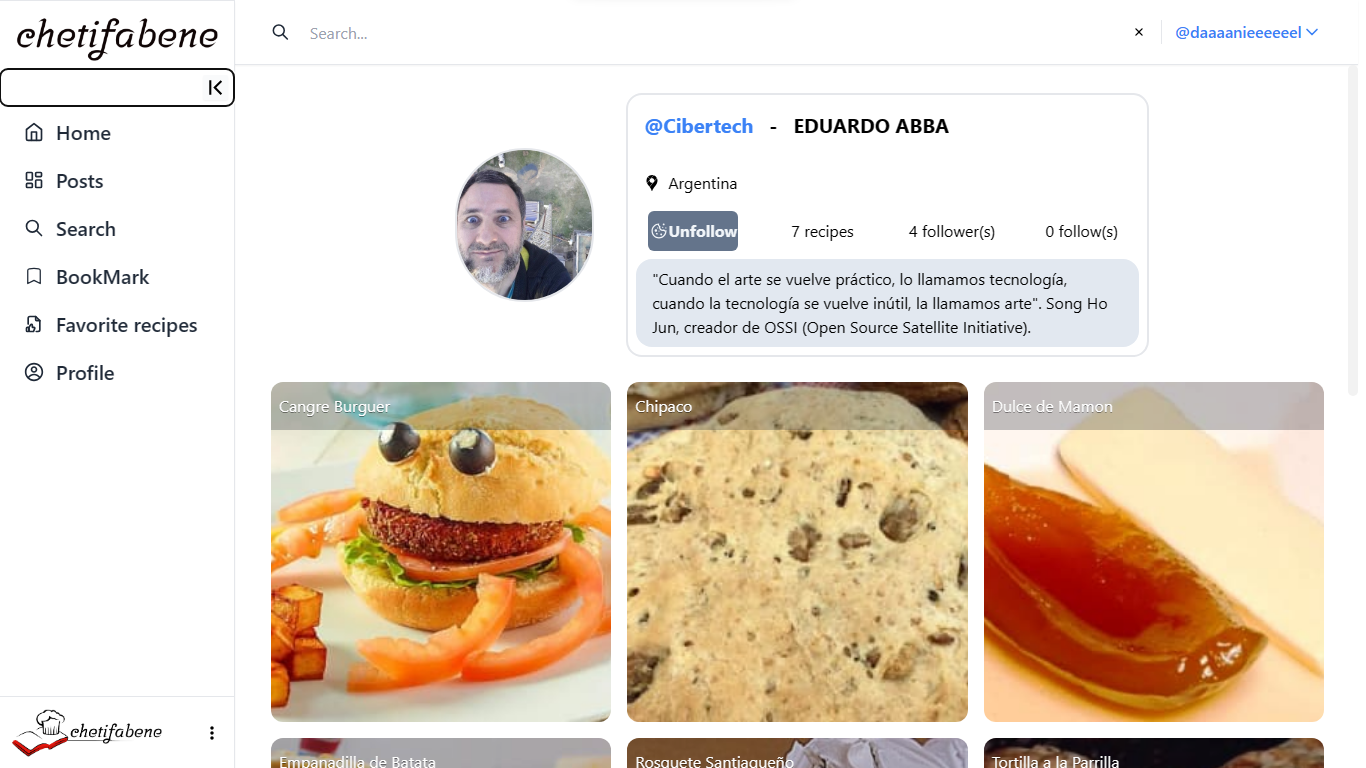 chetifabene
Search...
×
@daaaanieeeeeel
Home
Posts
Search
BookMark
Favorite recipes
Profile
chetifabene
@Cibertech - EDUARDO ABBA
Argentina
Unfollow 7 recipes 4 follower(s) 0 follow(s)
"Cuando el arte se vuelve práctico, lo llamamos tecnología,
cuando la tecnología se vuelve inútil, la llamamos arte". Song Ho
Jun, creador de OSSI (Open Source Satellite Initiative).
Cangre Burguer
Chipaco
Dulce de Mamon
Empanadilla de Batata
Rosquete Santiagueño
Tortilla a la Parrilla